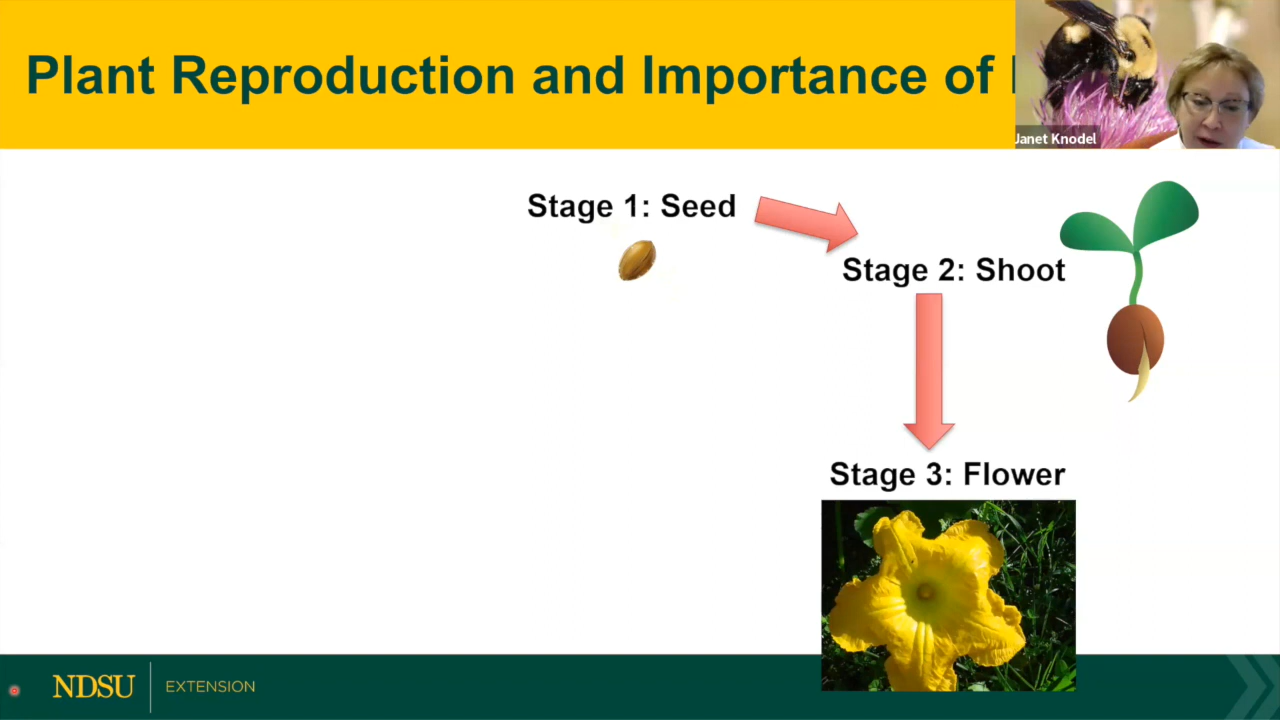 Plant Reproduction and Importance of
Janet Knodel
Stage 1: Seed
Stage 2: Shoot
Stage 3: Flower
NDSU EXTENSION